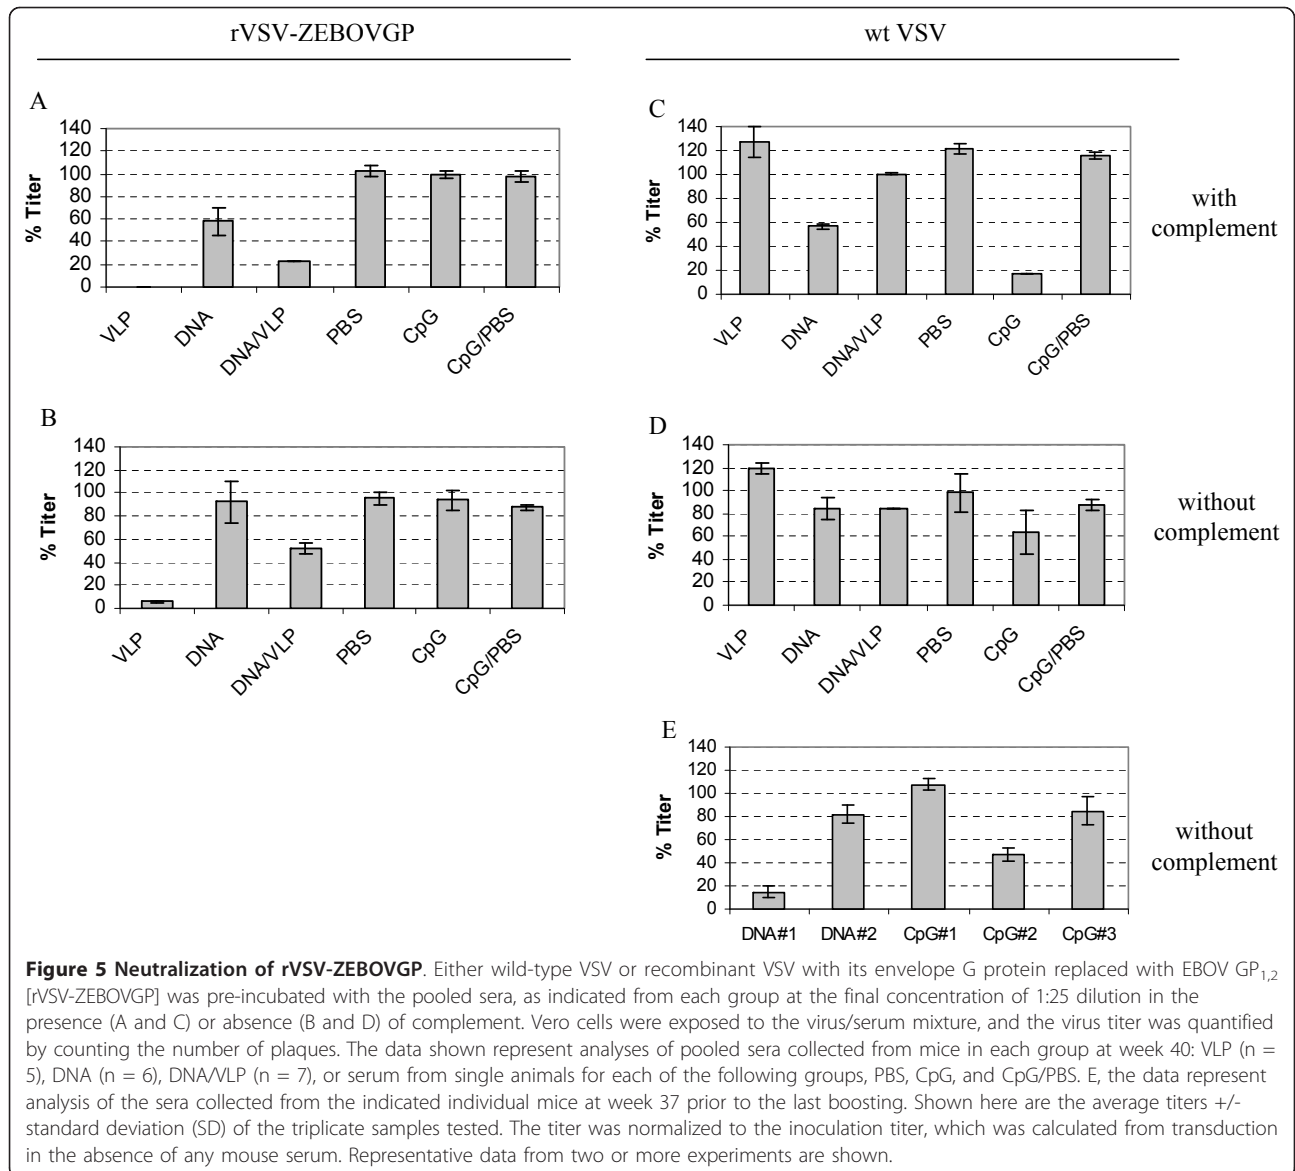 rVSV-ZEBOVGP
wt VSV
A
140
120
100
80
60
40
20
0
% Titer
VLP
DNA
DNA/VLP
PBS
CpG
CpG/PBS
C
140
120
100
80
60
40
20
0
% Titer
VLP
DNA
DNA/VLP
PBS
CpG
CpG/PBS
with
complement
B
140
120
100
80
60
40
20
0
% Titer
VLP
DNA
DNA/VLP
PBS
CpG
CpG/PBS
D
140
120
100
80
60
40
20
0
% Titer
VLP
DNA
DNA/VLP
PBS
CpG
CpG/PBS
without
complement
E
140
120
100
80
60
40
20
0
% Titer
DNA#1
DNA#2
CpG#1
CpG#2
CpG#3
without
complement
Figure 5 Neutralization of rVSV-ZEBOVGP. Either wild-type VSV or recombinant VSV with its envelope G protein replaced with EBOV GP1,2
[rVSV-ZEBOVGP] was pre-incubated with the pooled sera, as indicated from each group at the final concentration of 1:25 dilution in the
presence (A and C) or absence (B and D) of complement. Vero cells were exposed to the virus/serum mixture, and the virus titer was quantified
by counting the number of plaques. The data shown represent analyses of pooled sera collected from mice in each group at week 40: VLP (n =
5), DNA (n = 6), DNA/VLP (n = 7), or serum from single animals for each of the following groups, PBS, CpG, and CpG/PBS. E, the data represent
analysis of the sera collected from the indicated individual mice at week 37 prior to the last boosting. Shown here are the average titers +/-
standard deviation (SD) of the triplicate samples tested. The titer was normalized to the inoculation titer, which was calculated from transduction
in the absence of any mouse serum. Representative data from two or more experiments are shown.